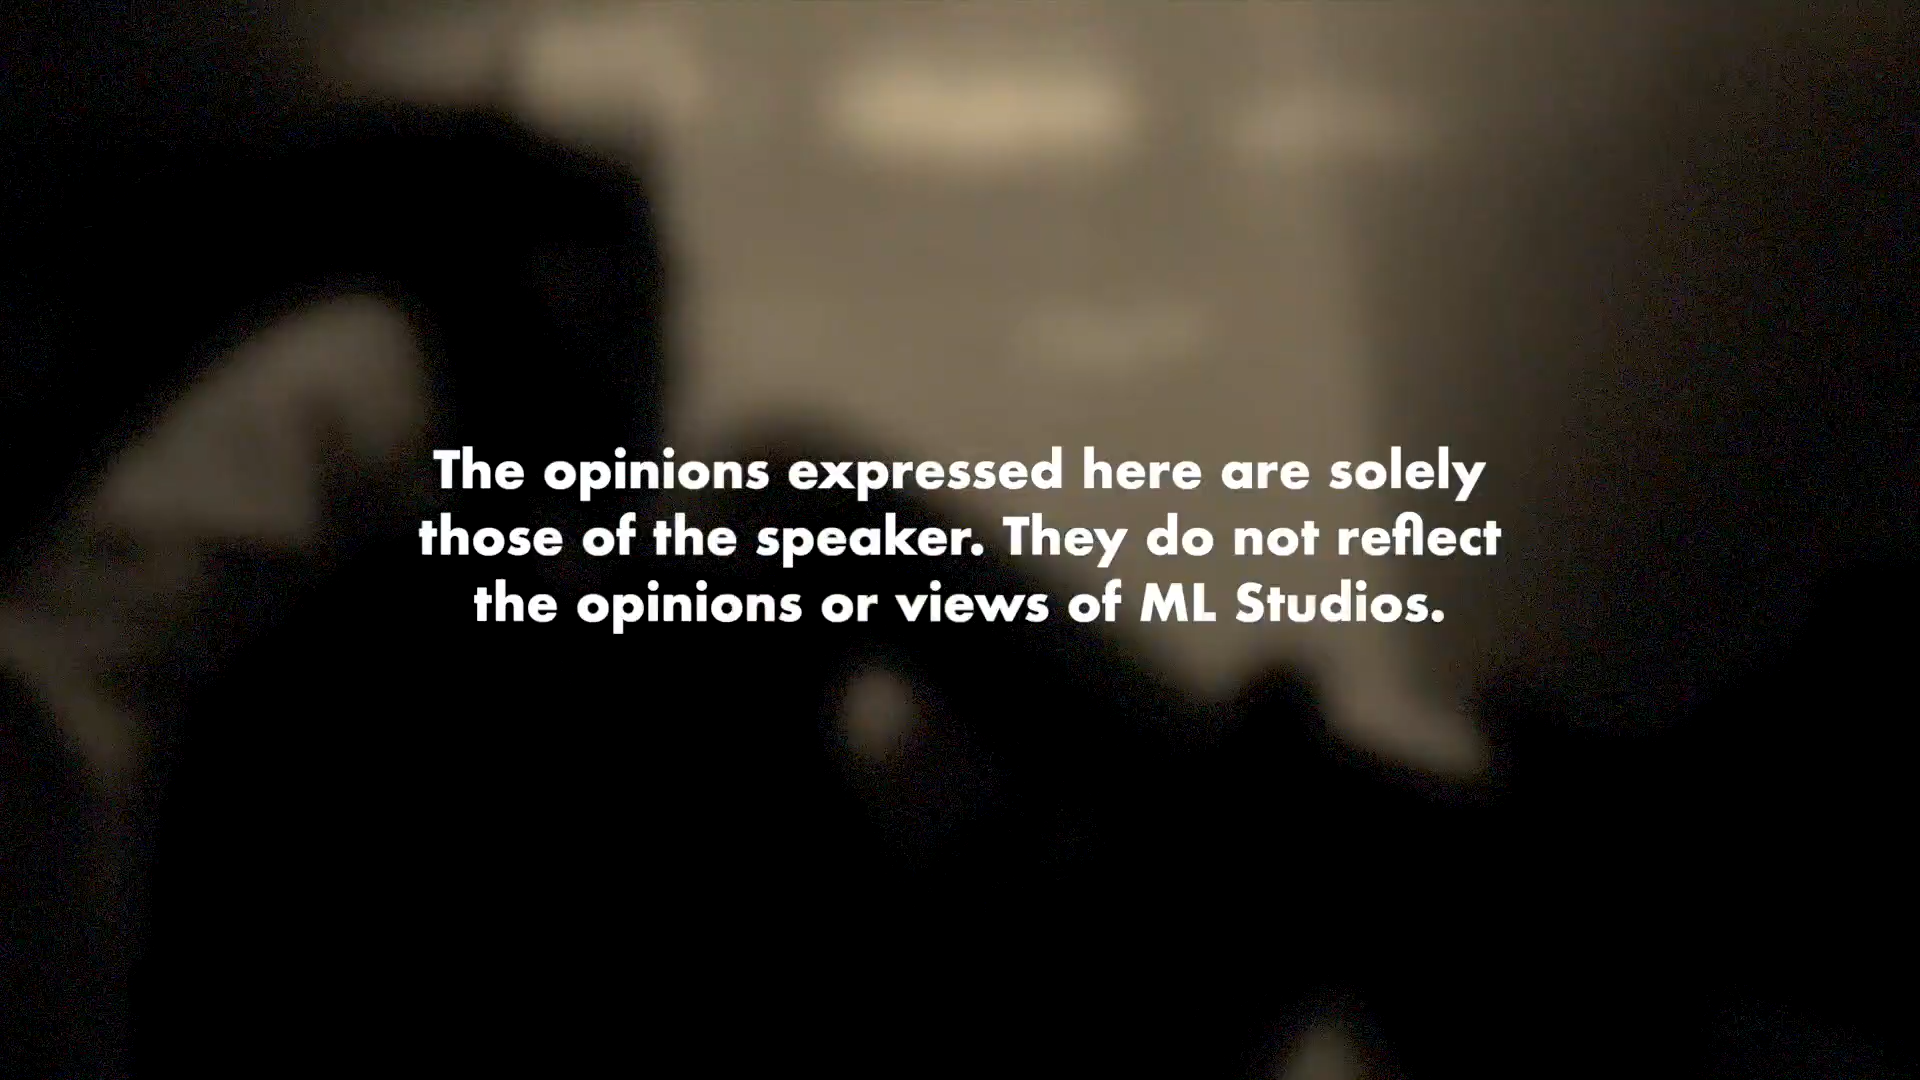 The opinions expressed here are solely
those of the speaker. They do not reflect
the opinions or views of ML Studios.